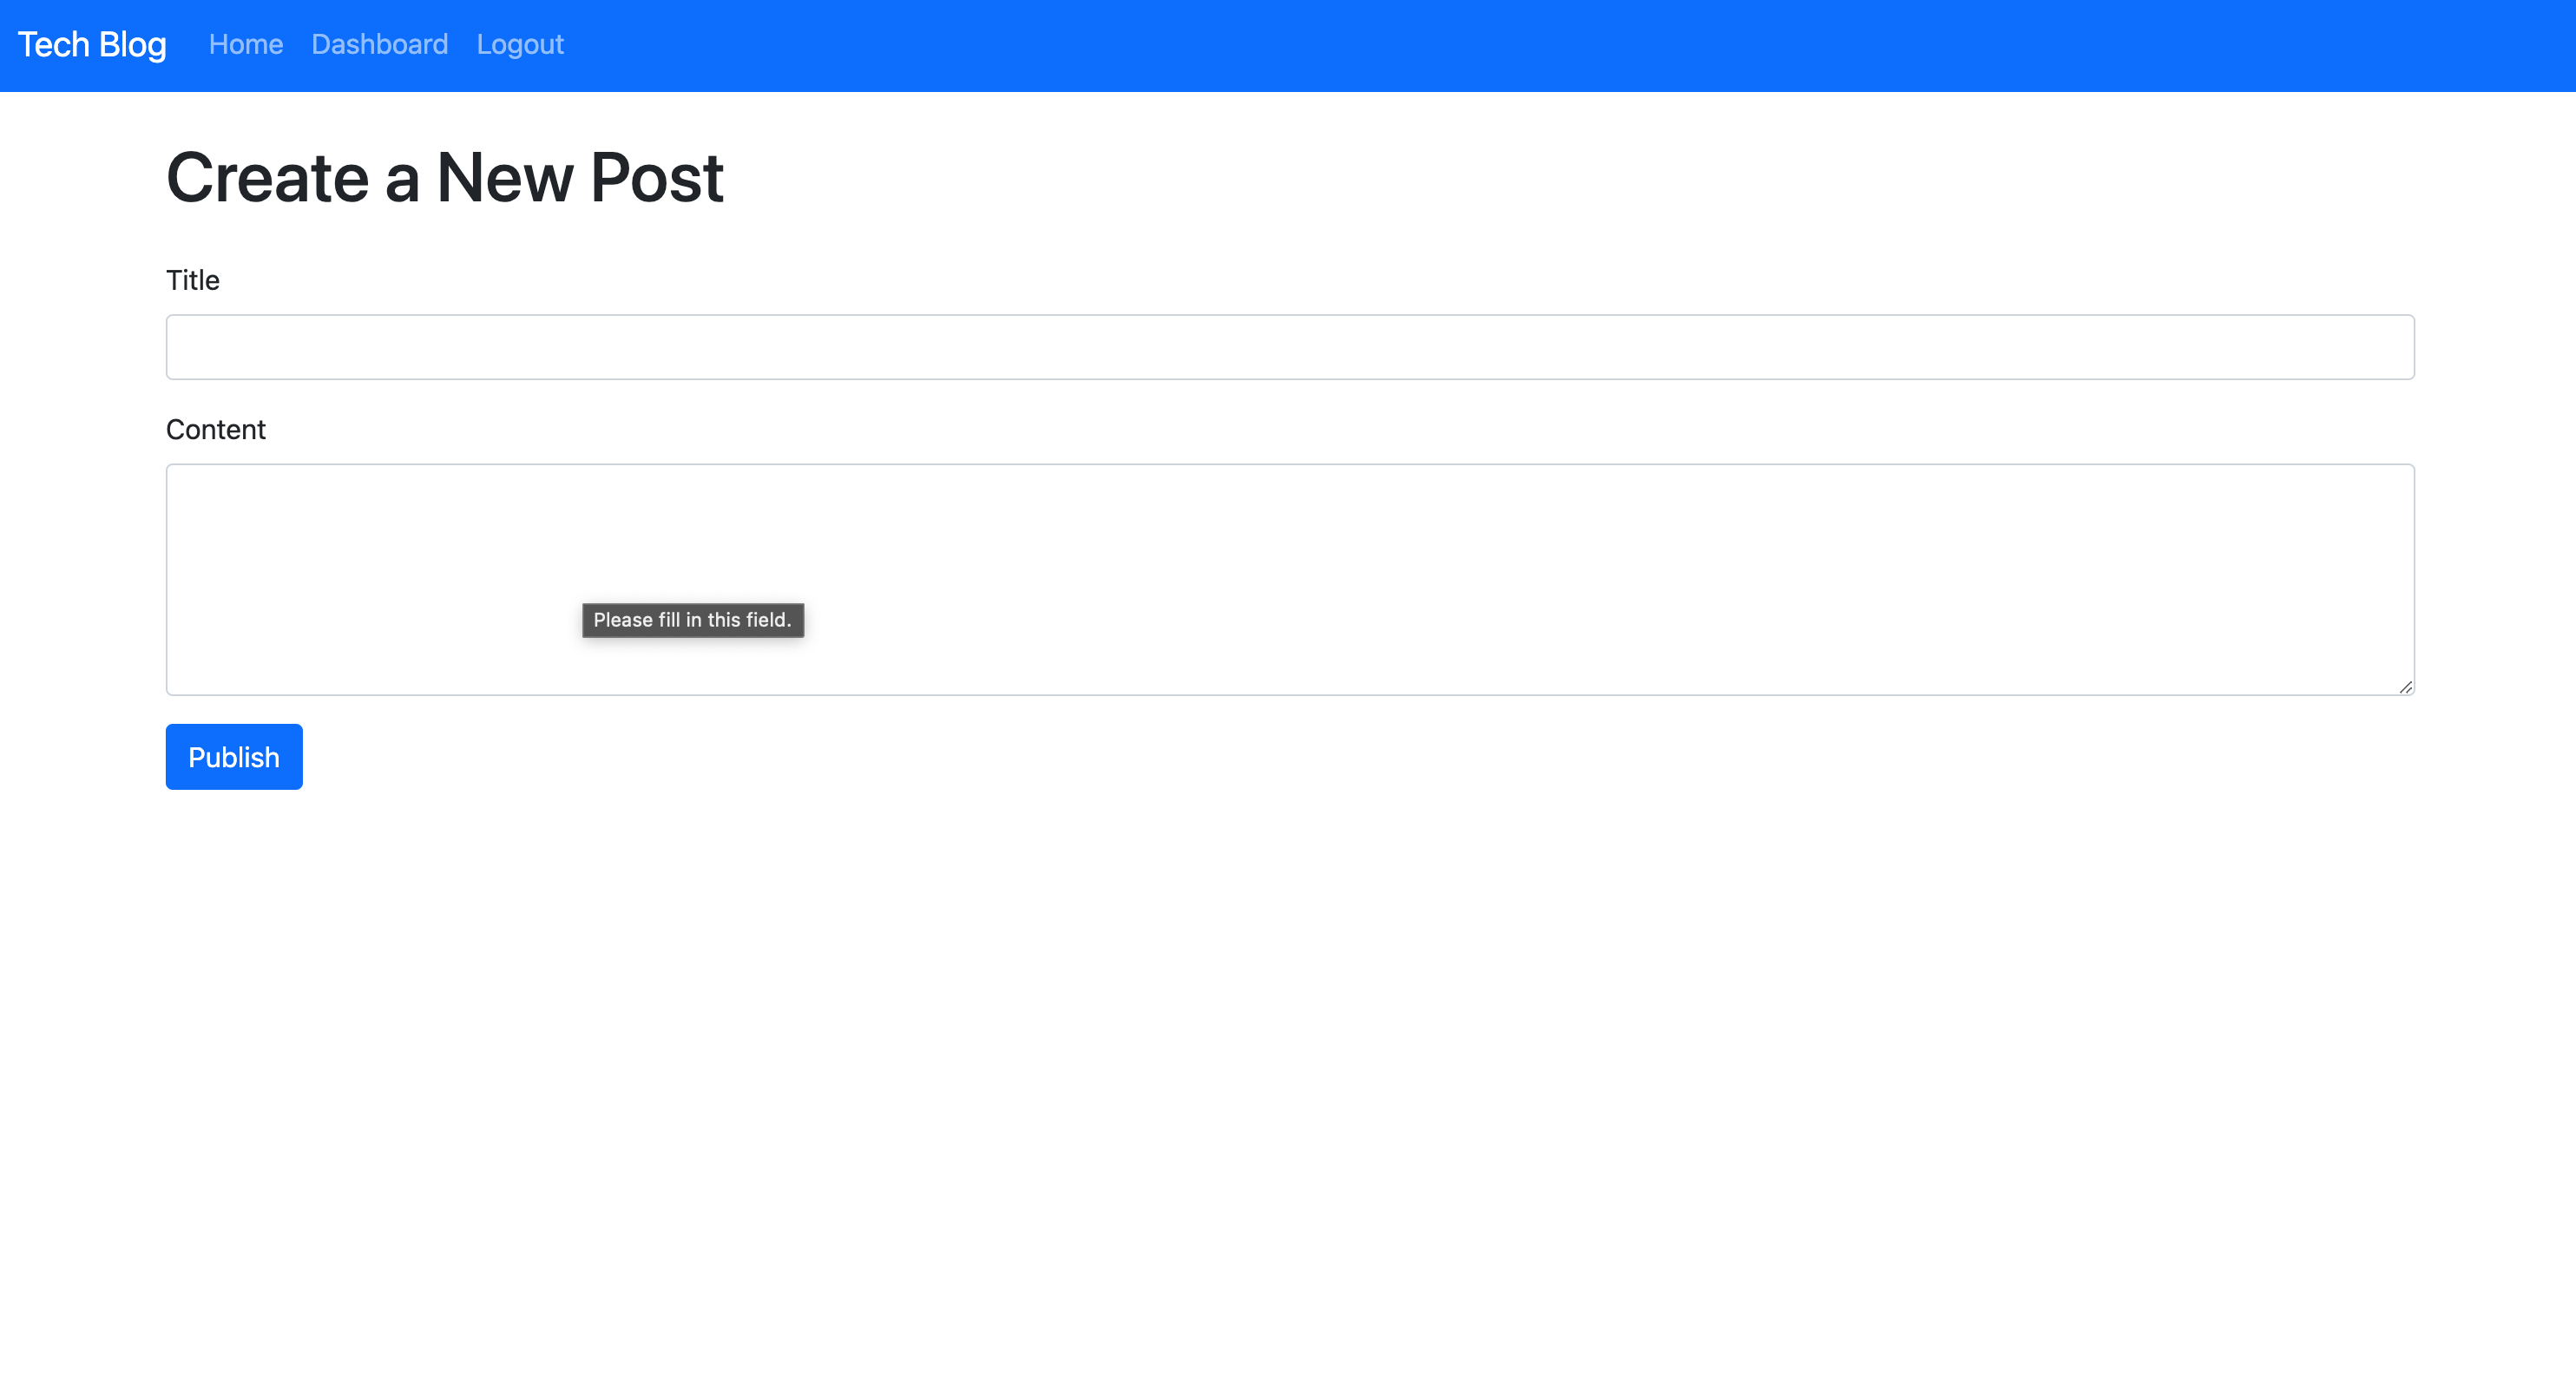 Tech Blog Home Dashboard Logout
Create a New Post
Title
Content
Please fill in this field.
Publish